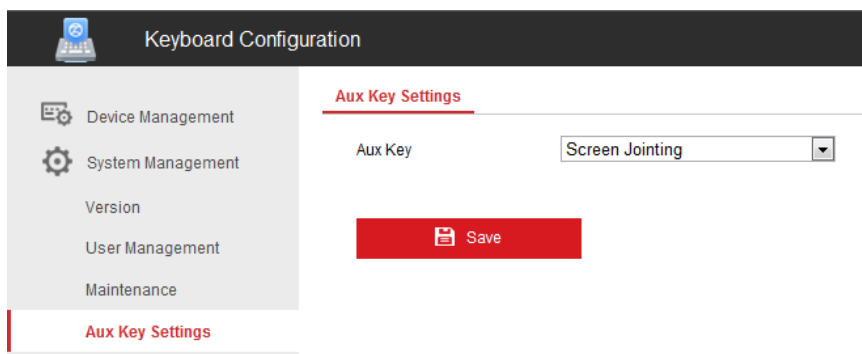 Keyboard Configuration
Device Management
System Management
Version
User Management
Maintenance
Aux Key Settings
Aux Key Settings
Aux Key Screen Jointing
Save